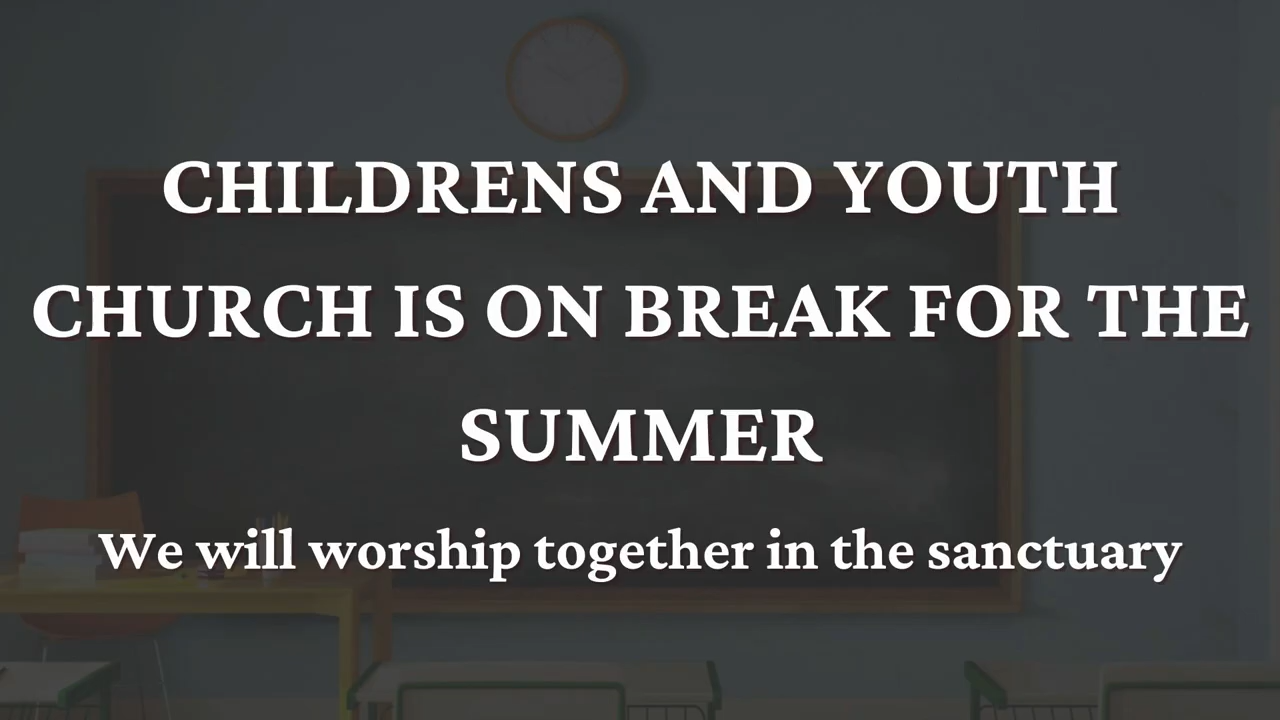 CHILDRENS AND YOUTH
CHURCH IS ON BREAK FOR THE
SUMMER
We will worship together in the sanctuary